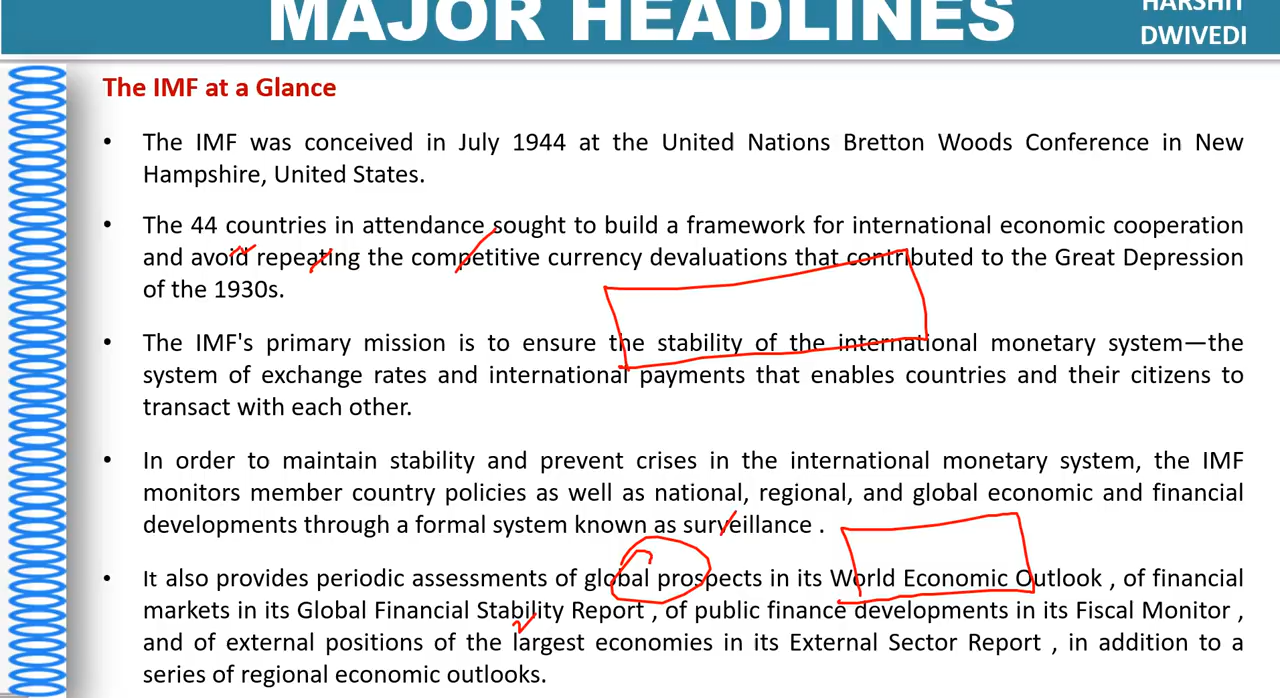 MAJOR HEADLINES
HARSHIT
DWIVEDI
The IMF at a Glance
• The IMF was conceived in July 1944 at the United Nations Bretton Woods Conference in New
Hampshire, United States.
• The 44 countries in attendance sought to build a framework for international economic cooperation
and avoid repeating the competitive currency devaluations that contributed to the Great Depression
of the 1930s.
• The IMF's primary mission is to ensure the stability of the international monetary system—the
system of exchange rates and international payments that enables countries and their citizens to
transact with each other.
• In order to maintain stability and prevent crises in the international monetary system, the IMF
monitors member country policies as well as national, regional, and global economic and financial
developments through a formal system known as surveillance .
• It also provides periodic assessments of global prospects in its World Economic Outlook , of financial
markets in its Global Financial Stability Report , of public finance developments in its Fiscal Monitor ,
and of external positions of the largest economies in its External Sector Report , in addition to a
series of regional economic outlooks.